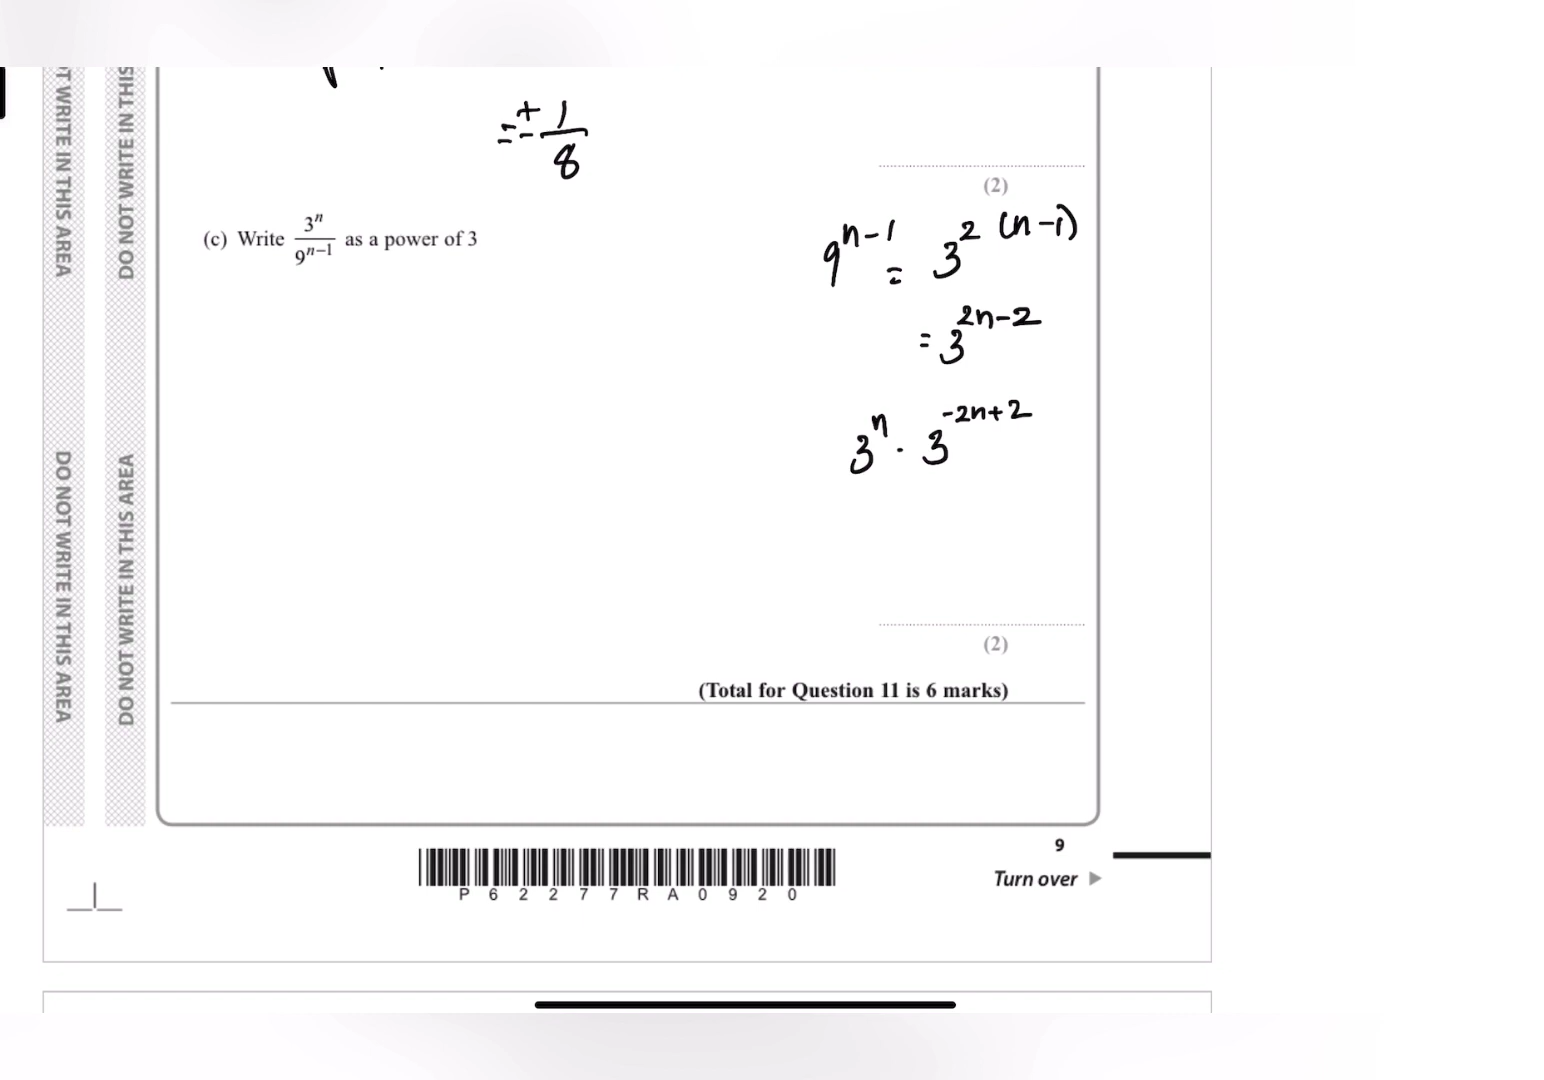 = ± 1/8
(2)
(c) Write 3ⁿ/9ⁿ⁻¹ as a power of 3
9ⁿ⁻¹ = 3² ⁽ⁿ⁻¹⁾
= 3²ⁿ⁻²
3ⁿ · 3⁻²ⁿ⁺²
(2)
(Total for Question 11 is 6 marks)
9
Turn over
P 6 2 2 7 7 R A 0 9 2 0
WRITE IN THIS AREA
DO NOT WRITE IN THIS
DO NOT WRITE IN THIS AREA
DO NOT WRITE IN THIS AREA